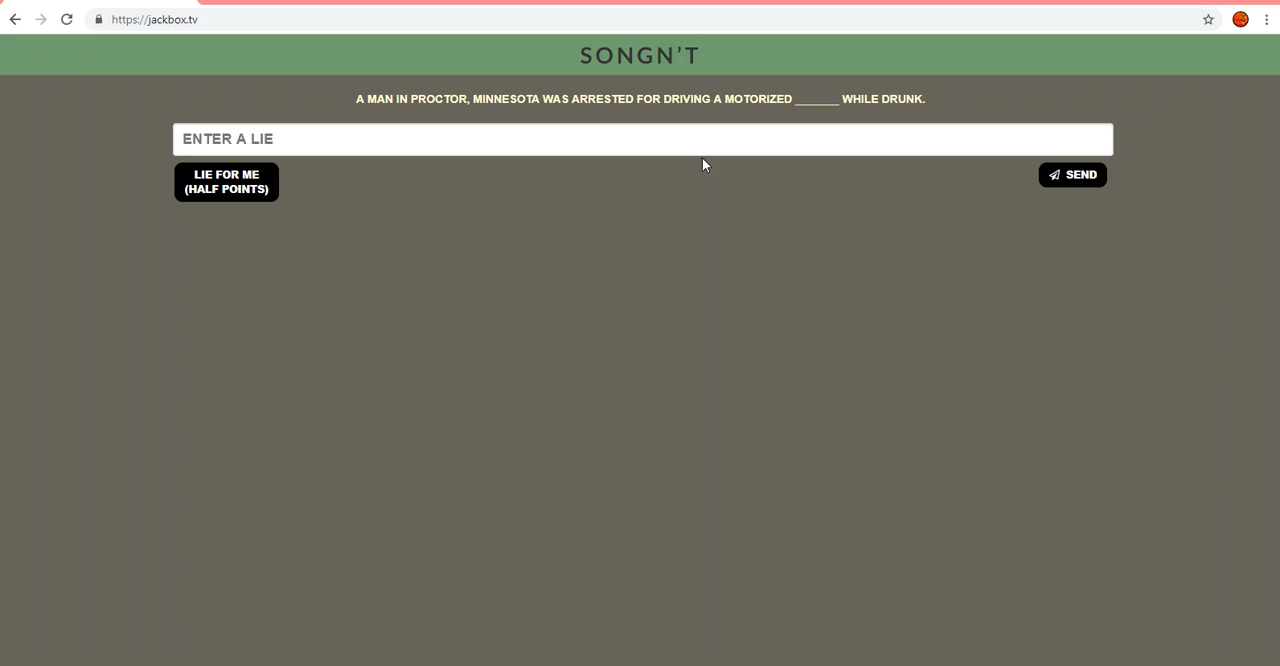 https://jackbox.tv
SONGN'T
A MAN IN PROCTOR, MINNESOTA WAS ARRESTED FOR DRIVING A MOTORIZED _______ WHILE DRUNK.
ENTER A LIE
LIE FOR ME
(HALF POINTS)
SEND